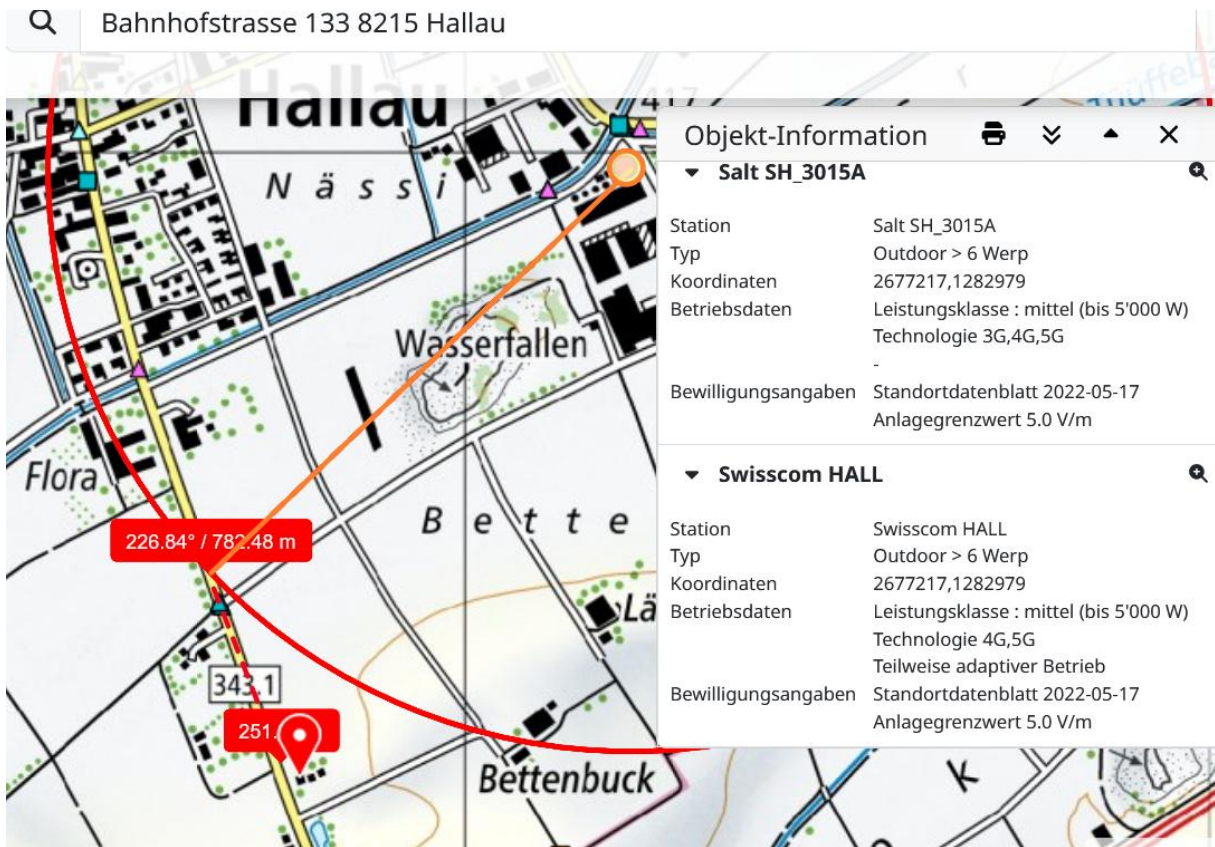 Bahnhofstrasse 133 8215 Hallau
Hallau
417
Nässi
Wasserfallen
Flora
Bette
226.84° / 782.48 m
343.1
251.
Bettenbuck
k
Objekt-Information
Salt SH_3015A
Station Salt SH_3015A
Typ Outdoor > 6 Werp
Koordinaten 2677217,1282979
Betriebsdaten Leistungsklasse : mittel (bis 5'000 W)
Technologie 3G,4G,5G
-
Bewilligungsangaben Standortdatenblatt 2022-05-17
Anlagegrenzwert 5.0 V/m
Swisscom HALL
Station Swisscom HALL
Typ Outdoor > 6 Werp
Koordinaten 2677217,1282979
Betriebsdaten Leistungsklasse : mittel (bis 5'000 W)
Technologie 4G,5G
Teilweise adaptiver Betrieb
Bewilligungsangaben Standortdatenblatt 2022-05-17
Anlagegrenzwert 5.0 V/m